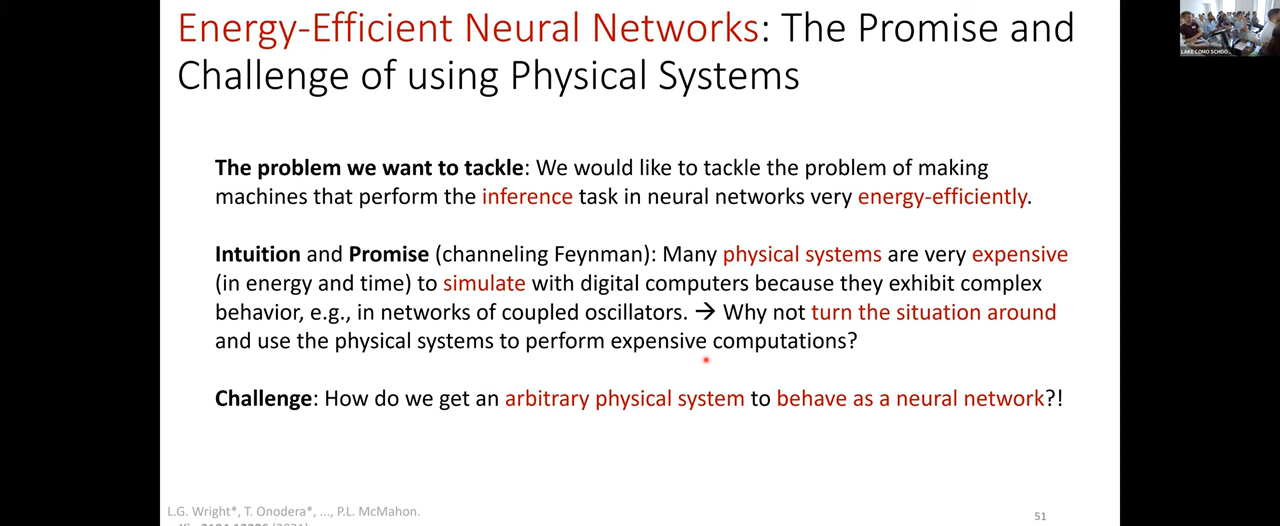 Energy-Efficient Neural Networks: The Promise and
Challenge of using Physical Systems
LAKE COMO SCHOO...
The problem we want to tackle: We would like to tackle the problem of making
machines that perform the inference task in neural networks very energy-efficiently.
Intuition and Promise (channeling Feynman): Many physical systems are very expensive
(in energy and time) to simulate with digital computers because they exhibit complex
behavior, e.g., in networks of coupled oscillators. → Why not turn the situation around
and use the physical systems to perform expensive computations?
Challenge: How do we get an arbitrary physical system to behave as a neural network?!
L.G. Wright*, T. Onodera*, ..., P.L. McMahon.
51